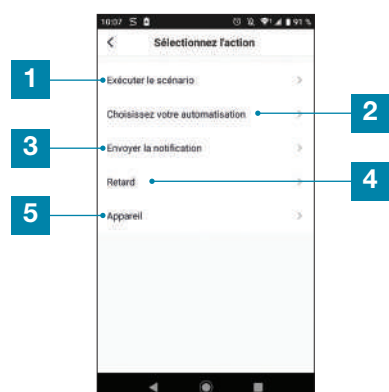 10:07 91 %
Sélectionnez l'action
1 Exécuter le scénario
Choisissez votre automatisation 2
3 Envoyer la notification
Retard 4
5 Appareil